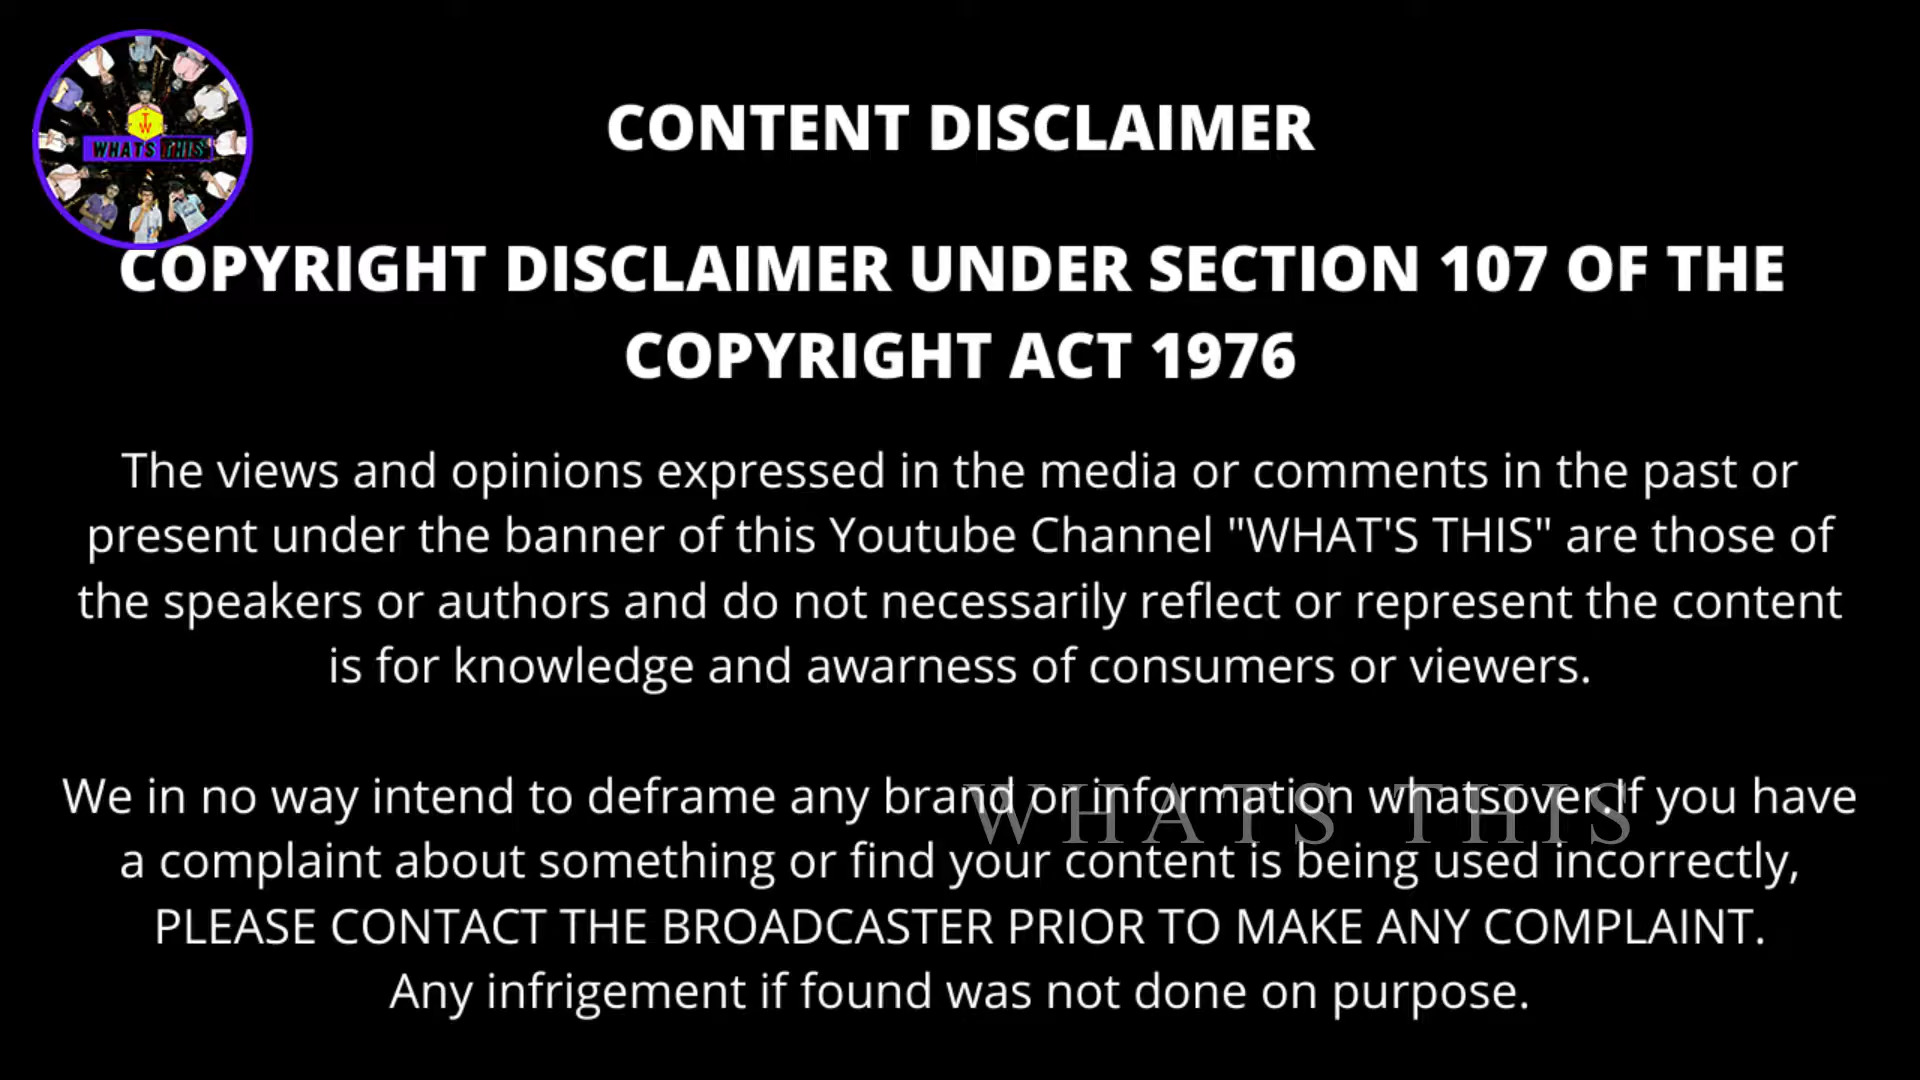 TW
WHATS THIS
CONTENT DISCLAIMER
COPYRIGHT DISCLAIMER UNDER SECTION 107 OF THE
COPYRIGHT ACT 1976
The views and opinions expressed in the media or comments in the past or
present under the banner of this Youtube Channel "WHAT'S THIS" are those of
the speakers or authors and do not necessarily reflect or represent the content
is for knowledge and awarness of consumers or viewers.
We in no way intend to deframe any brand or information whatsover.If you have
WHATS THIS
a complaint about something or find your content is being used incorrectly,
PLEASE CONTACT THE BROADCASTER PRIOR TO MAKE ANY COMPLAINT.
Any infrigement if found was not done on purpose.